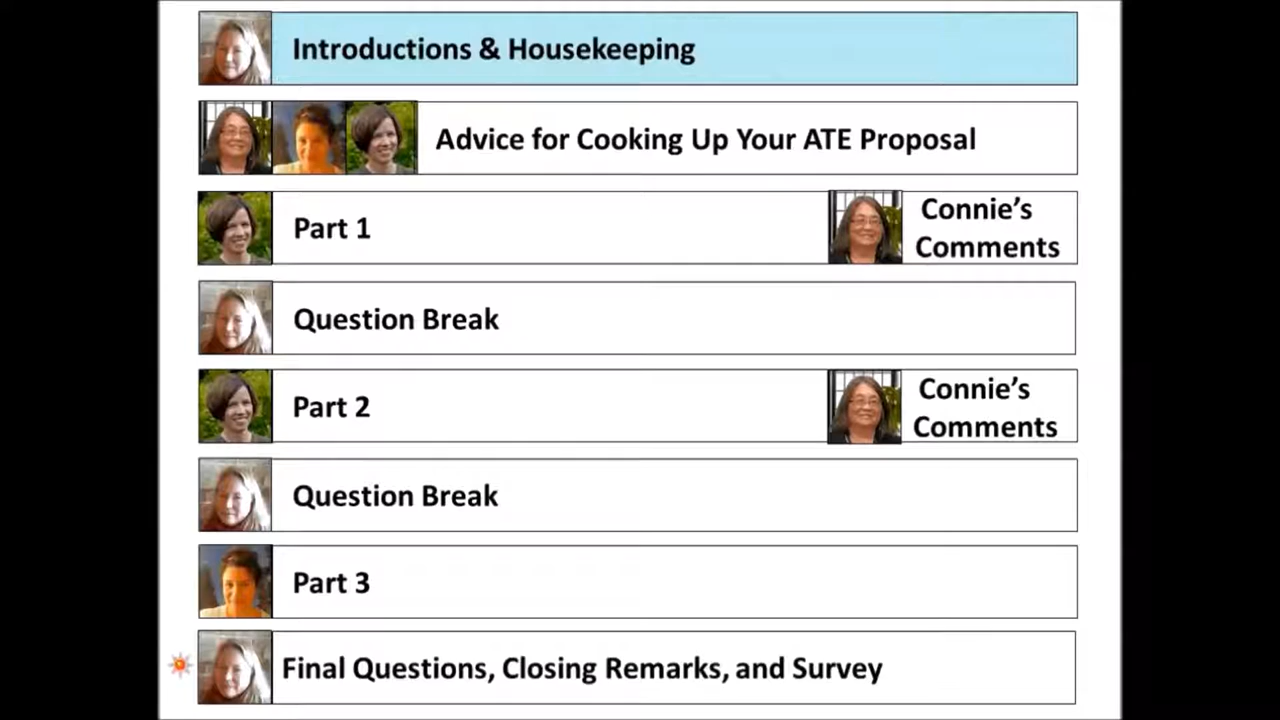 Introductions & Housekeeping
Advice for Cooking Up Your ATE Proposal
Part 1
Connie's
Comments
Question Break
Part 2
Connie's
Comments
Question Break
Part 3
Final Questions, Closing Remarks, and Survey